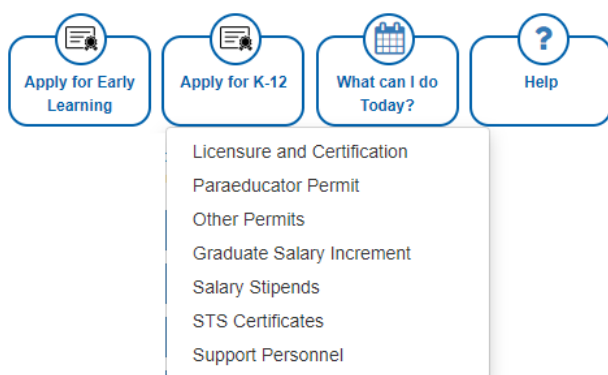 Apply for Early
Learning
Apply for K-12
What can I do
Today?
?
Help
Licensure and Certification
Paraeducator Permit
Other Permits
Graduate Salary Increment
Salary Stipends
STS Certificates
Support Personnel